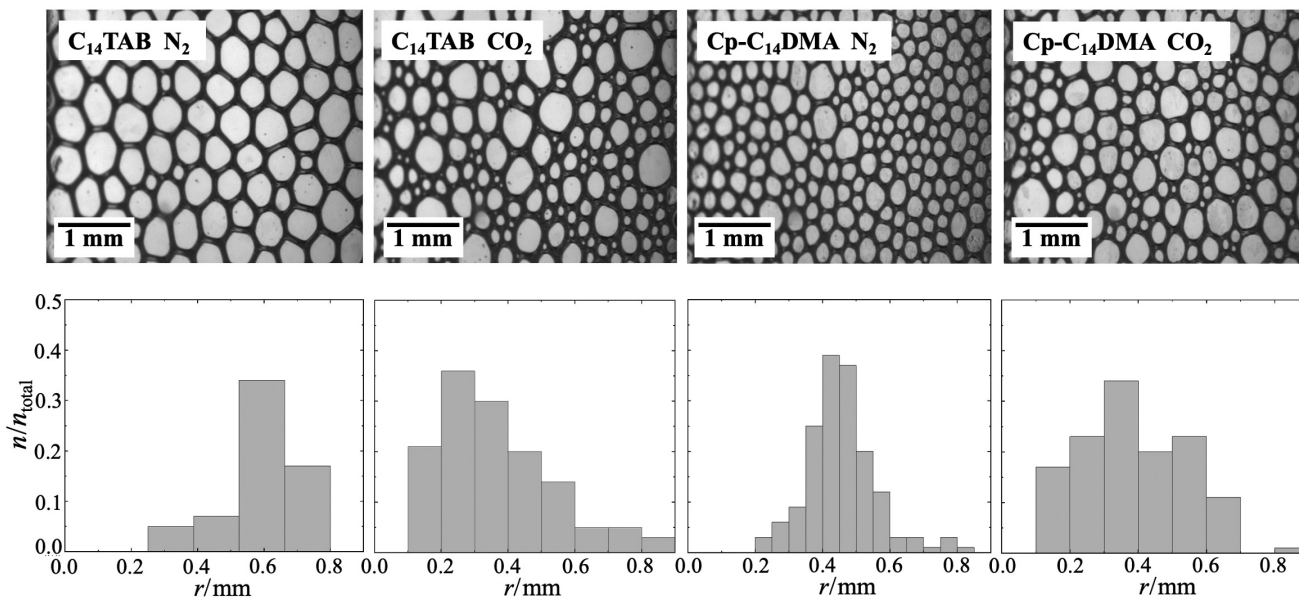 C₁₄TAB N₂
C₁₄TAB CO₂
Cp-C₁₄DMA N₂
Cp-C₁₄DMA CO₂
1 mm
1 mm
1 mm
1 mm
n/n_total
0.5
0.4
0.3
0.2
0.1
0.0
0.0 0.2 0.4 0.6 0.8
0.0 0.2 0.4 0.6 0.8
0.0 0.2 0.4 0.6 0.8
0.0 0.2 0.4 0.6 0.8
r/mm
r/mm
r/mm
r/mm